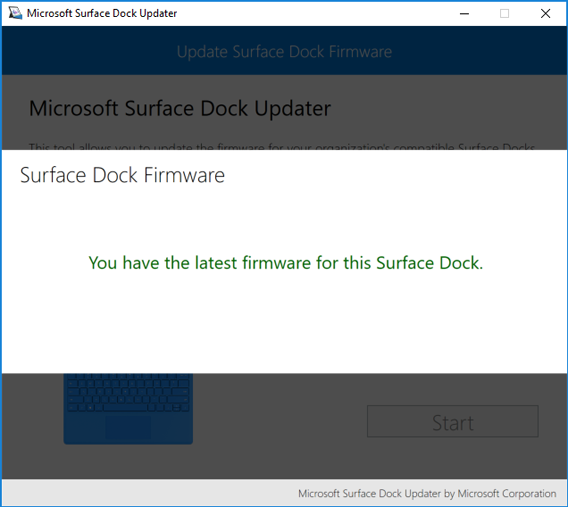 Microsoft Surface Dock Updater
Update Surface Dock Firmware
Microsoft Surface Dock Updater
This tool allows you to update the firmware for your organization's compatible Surface Docks
Surface Dock Firmware
You have the latest firmware for this Surface Dock.
Start
Microsoft Surface Dock Updater by Microsoft Corporation